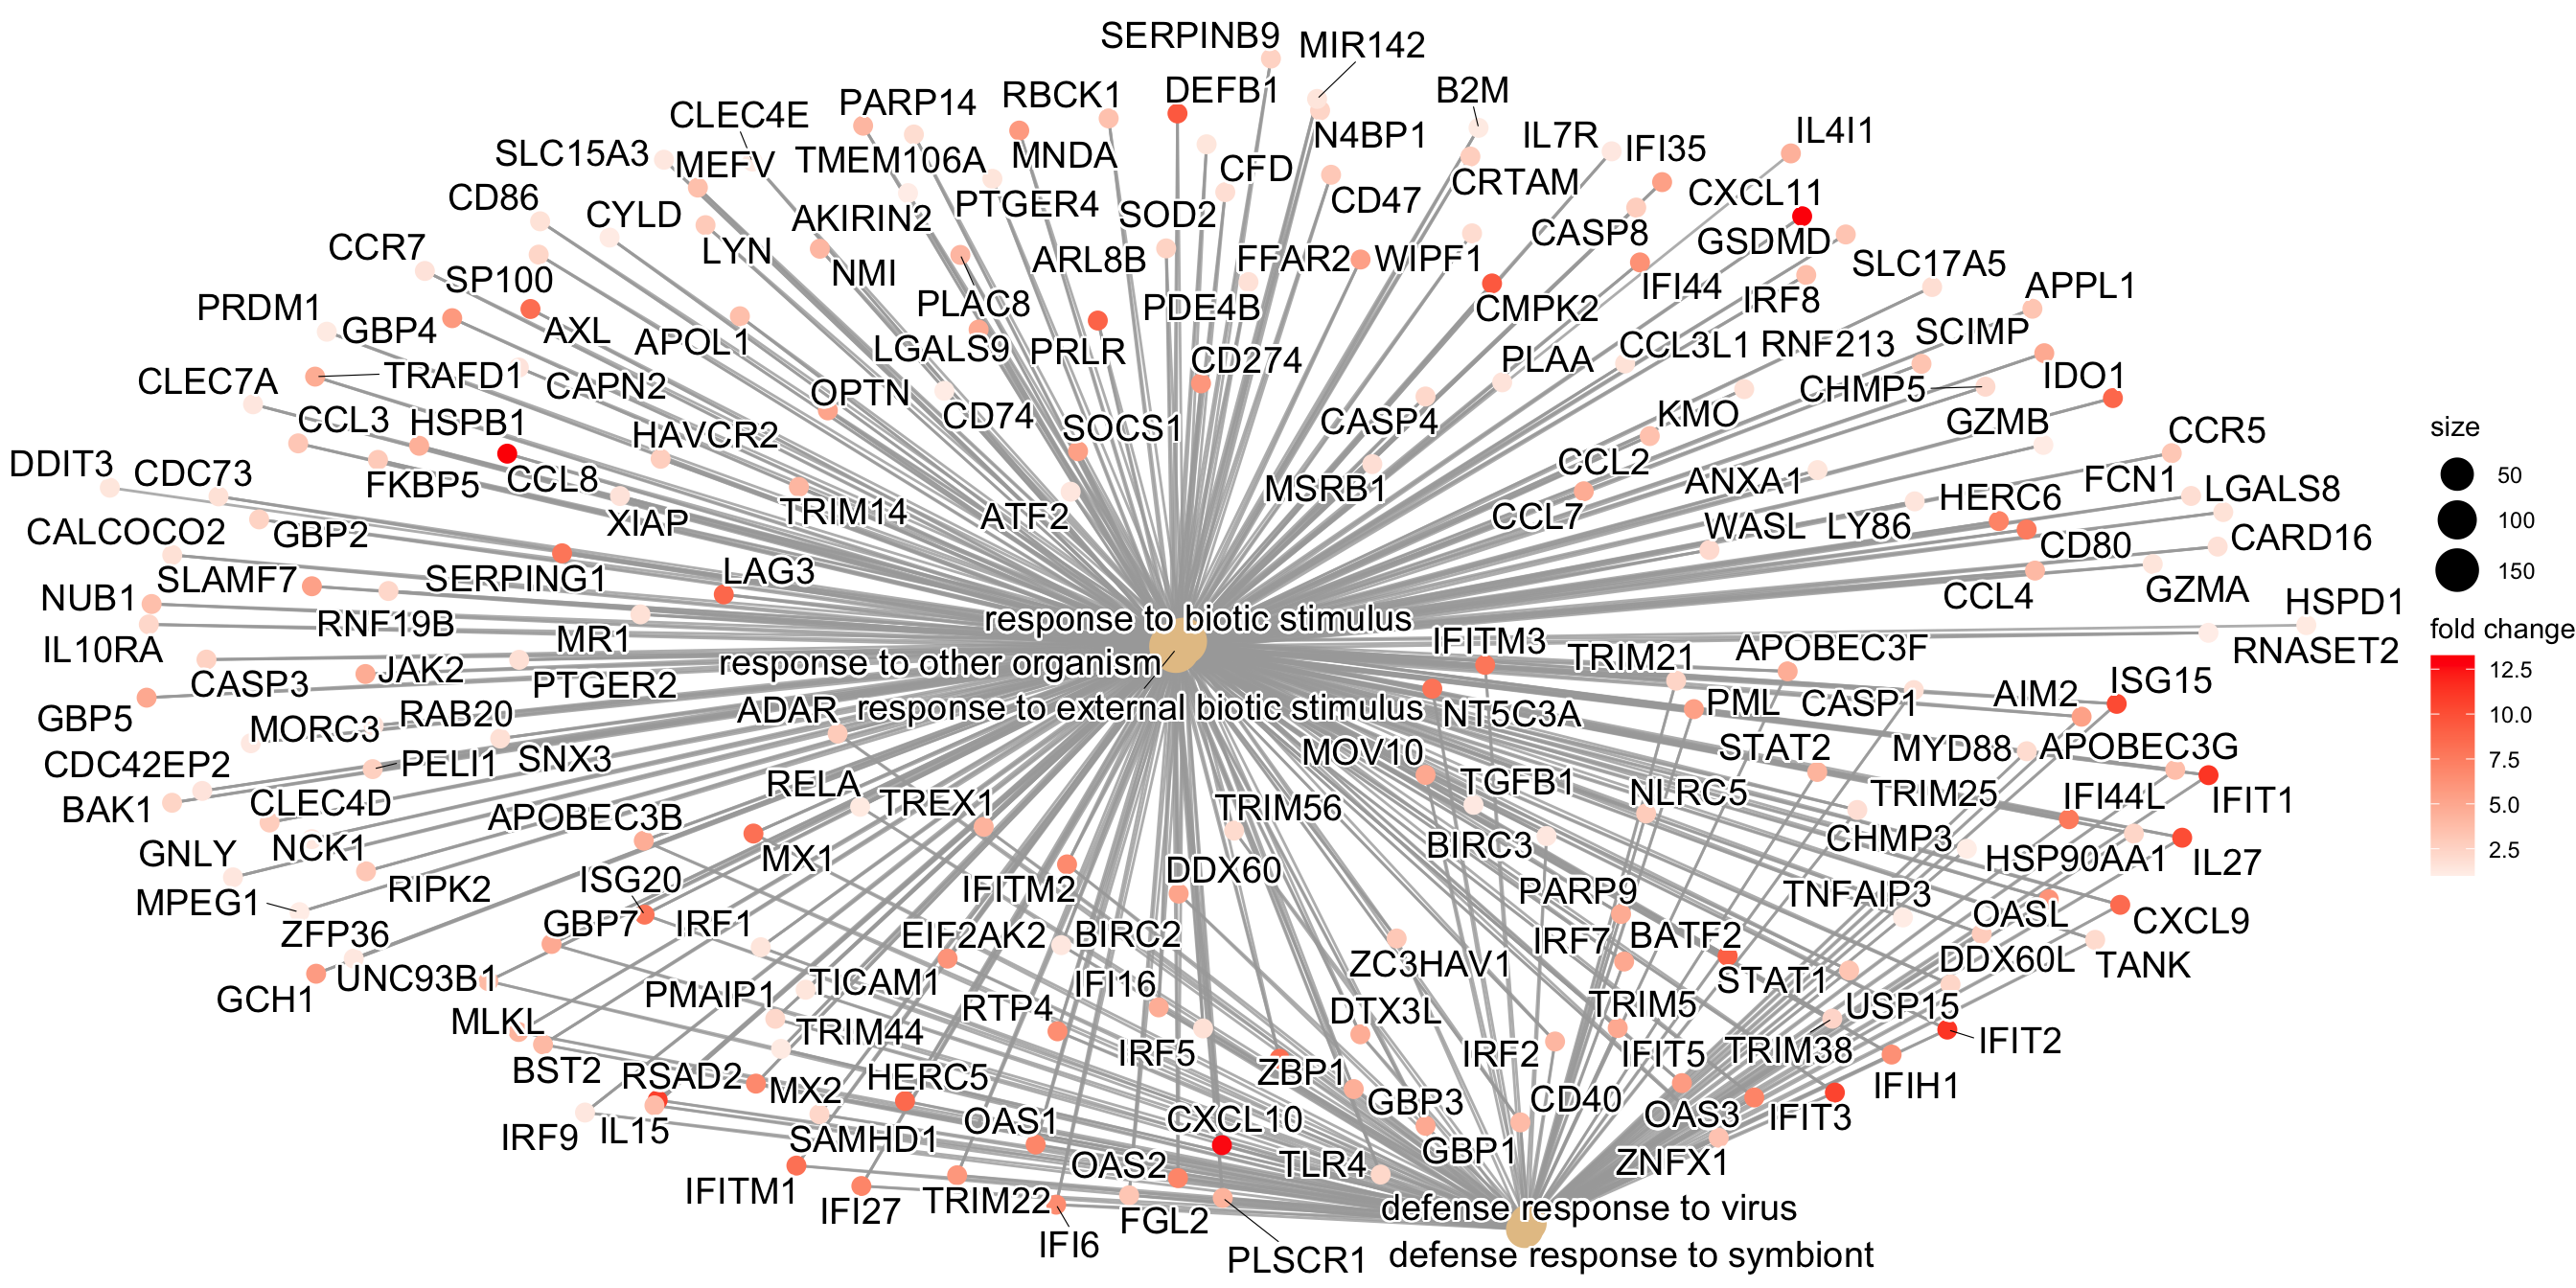 SERPINB9
MIR142
DEFB1
B2M
PARP14
RBCK1
CLEC4E
N4BP1
IL7R
IFI35
IL4I1
SLC15A3
MEFV
TMEM106A
MNDA
CFD
CRTAM
CXCL11
CD86
CYLD
AKIRIN2
PTGER4
SOD2
CD47
CASP8
GSDMD
CCR7
LYN
NMI
ARL8B
FFAR2
WIPF1
SLC17A5
SP100
IFI44
IRF8
APPL1
PRDM1
GBP4
AXL
APOL1
PLAC8
PDE4B
CMPK2
LGALS9
PRLR
CD274
PLAA
CCL3L1
RNF213
SCIMP
CLEC7A
TRAFD1
CAPN2
OPTN
CHMP5
IDO1
CCL3
HSPB1
HAVCR2
CD74
SOCS1
CASP4
KMO
GZMB
CCR5
DDIT3
CDC73
FKBP5
CCL8
MSRB1
CCL2
ANXA1
FCN1
LGALS8
CALCOCO2
GBP2
XIAP
TRIM14
ATF2
CCL7
WASL
LY86
HERC6
CD80
CARD16
NUB1
SLAMF7
SERPING1
LAG3
CCL4
GZMA
HSPD1
RNF19B
MR1
response to biotic stimulus
IL10RA
CASP3
JAK2
PTGER2
response to other organism
IFITM3
TRIM21
APOBEC3F
RNASET2
GBP5
MORC3
RAB20
ADAR
response to external biotic stimulus
NT5C3A
PML
CASP1
AIM2
ISG15
CDC42EP2
PELI1
SNX3
MOV10
STAT2
MYD88
APOBEC3G
BAK1
CLEC4D
RELA
TREX1
TRIM56
TGFB1
NLRC5
TRIM25
IFI44L
IFIT1
APOBEC3B
GNLY
NCK1
MX1
BIRC3
CHMP3
HSP90AA1
IL27
MPEG1
RIPK2
ISG20
IFITM2
DDX60
PARP9
TNFAIP3
ZFP36
GBP7
IRF1
EIF2AK2
BIRC2
IRF7
BATF2
OASL
CXCL9
GCH1
UNC93B1
PMAIP1
TICAM1
IFI16
ZC3HAV1
STAT1
DDX60L
TANK
MLKL
TRIM44
RTP4
DTX3L
TRIM5
USP15
BST2
RSAD2
MX2
HERC5
IRF5
ZBP1
IRF2
IFIT5
TRIM38
IFIT2
IRF9
IL15
SAMHD1
OAS1
CXCL10
GBP3
CD40
OAS3
IFIT3
IFIH1
IFITM1
IFI27
TRIM22
OAS2
TLR4
GBP1
ZNFX1
IFI6
FGL2
PLSCR1
defense response to virus
defense response to symbiont
size
50
100
150
fold change
12.5
10.0
7.5
5.0
2.5